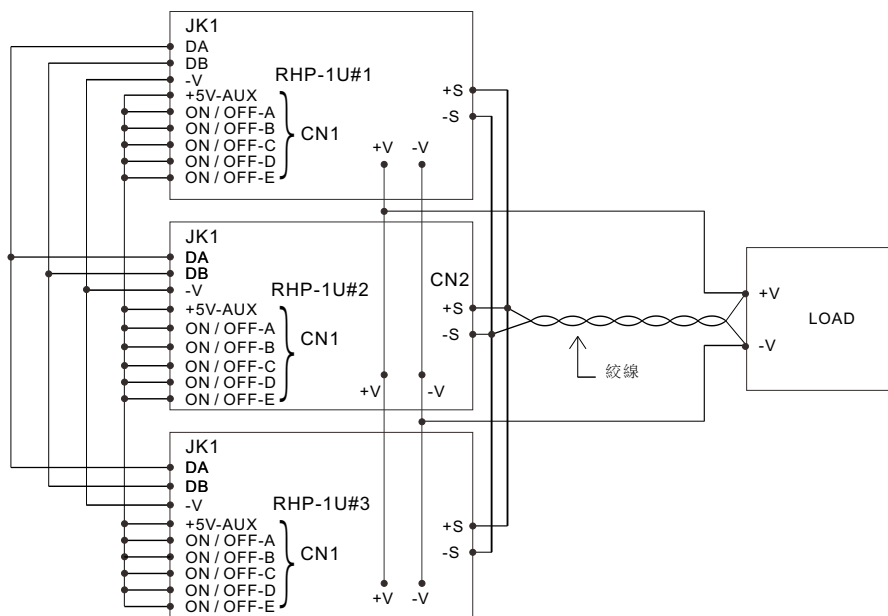 JK1
DA
DB
-V
+5V-AUX
ON / OFF-A
ON / OFF-B
ON / OFF-C
ON / OFF-D
ON / OFF-E
RHP-1U#1
CN1
+S
-S
+V
-V
JK1
DA
DB
-V
+5V-AUX
ON / OFF-A
ON / OFF-B
ON / OFF-C
ON / OFF-D
ON / OFF-E
RHP-1U#2
CN1
CN2
+S
-S
+V
-V
絞線
+V
-V
LOAD
JK1
DA
DB
-V
+5V-AUX
ON / OFF-A
ON / OFF-B
ON / OFF-C
ON / OFF-D
ON / OFF-E
RHP-1U#3
CN1
+S
-S
+V
-V